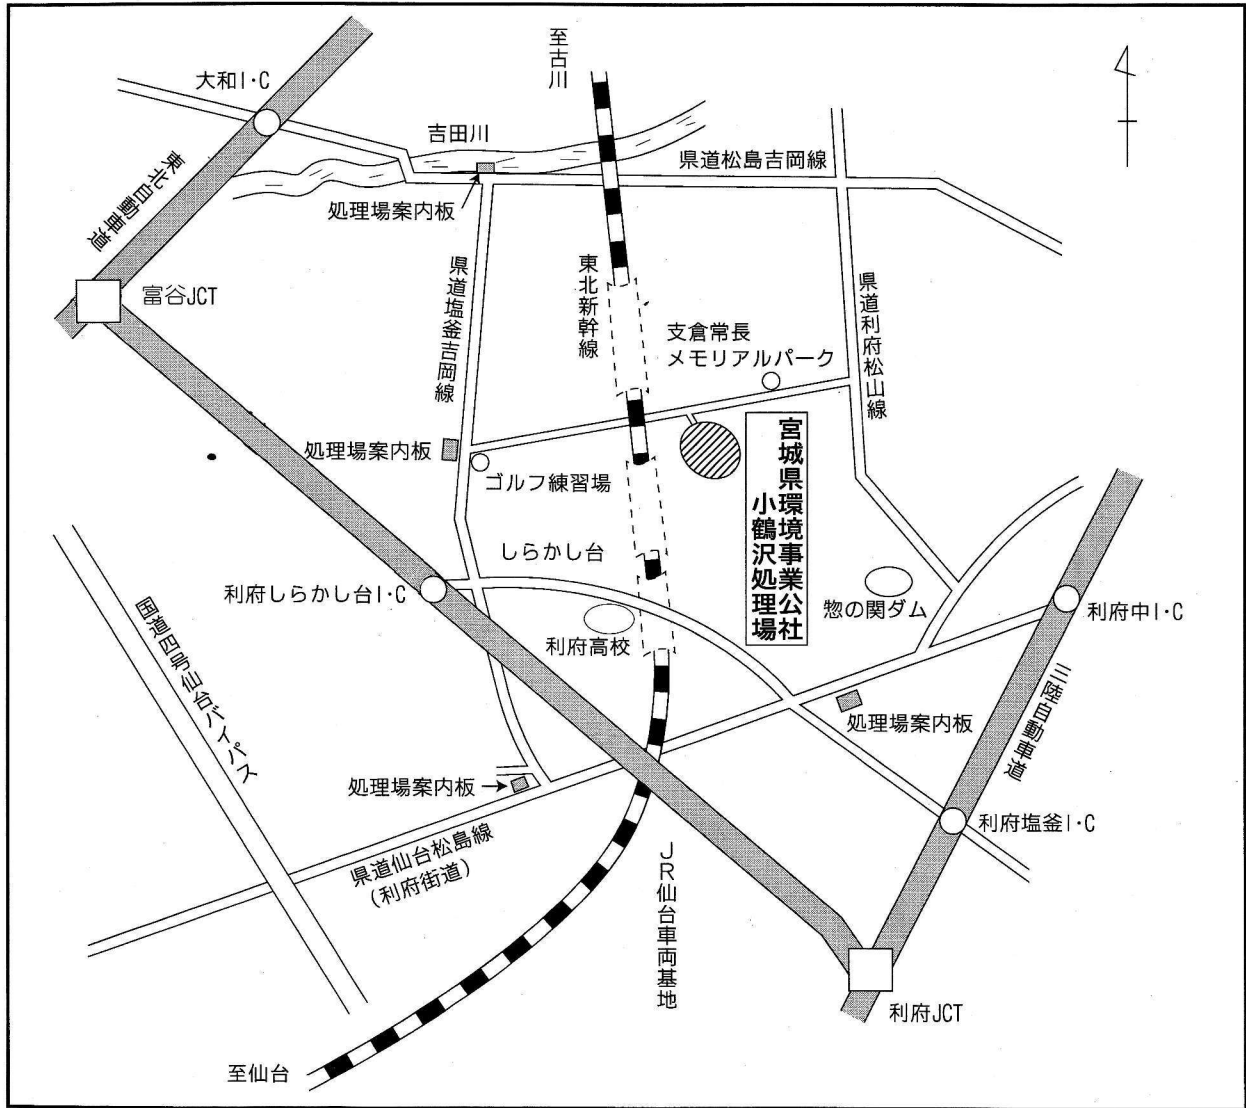 至古川
大和I・C
吉田川
県道松島吉岡線
東北自動車道
処理場案内板
富谷JCT
県道塩釜吉岡線
東北新幹線
県道利府松山線
支倉常長
メモリアルパーク
処理場案内板
ゴルフ練習場
宮城県環境事業公社
小鶴沢処理場
しらかし台
利府しらかし台I・C
惣の関ダム
利府中I・C
国道四号仙台バイパス
利府高校
三陸自動車道
処理場案内板
処理場案内板
利府塩釜I・C
県道仙台松島線
(利府街道)
JR仙台車両基地
利府JCT
至仙台